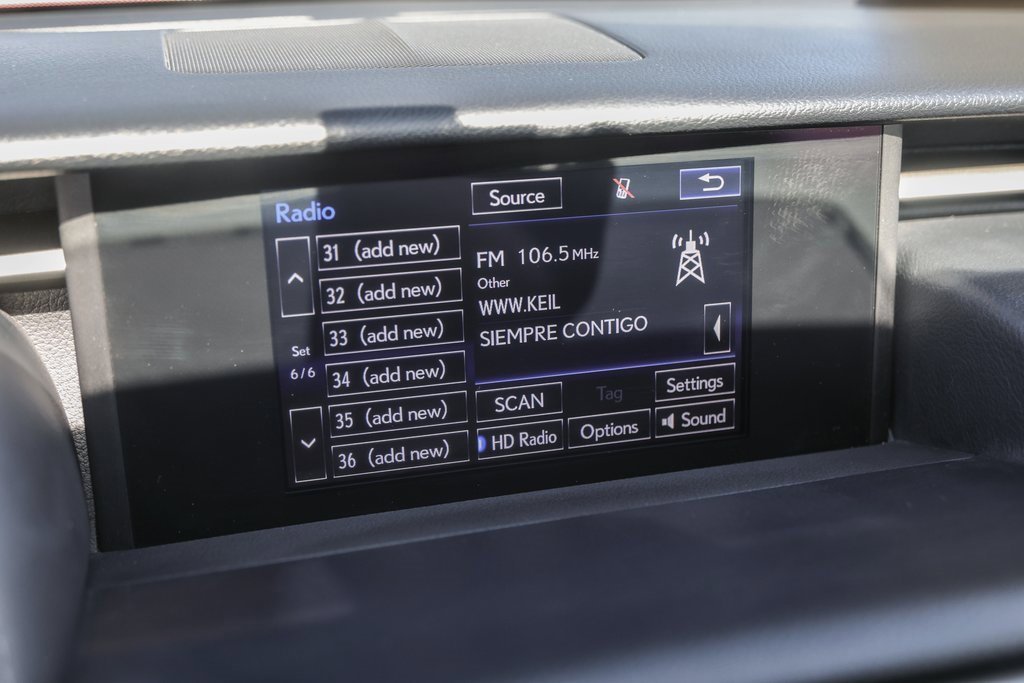 Radio
Source
31 (add new)
32 (add new)
33 (add new)
34 (add new)
35 (add new)
36 (add new)
Set
6/6
FM 106.5 MHz
Other
WWW.KEIL
SIEMPRE CONTIGO
SCAN
Tag
Settings
HD Radio
Options
Sound